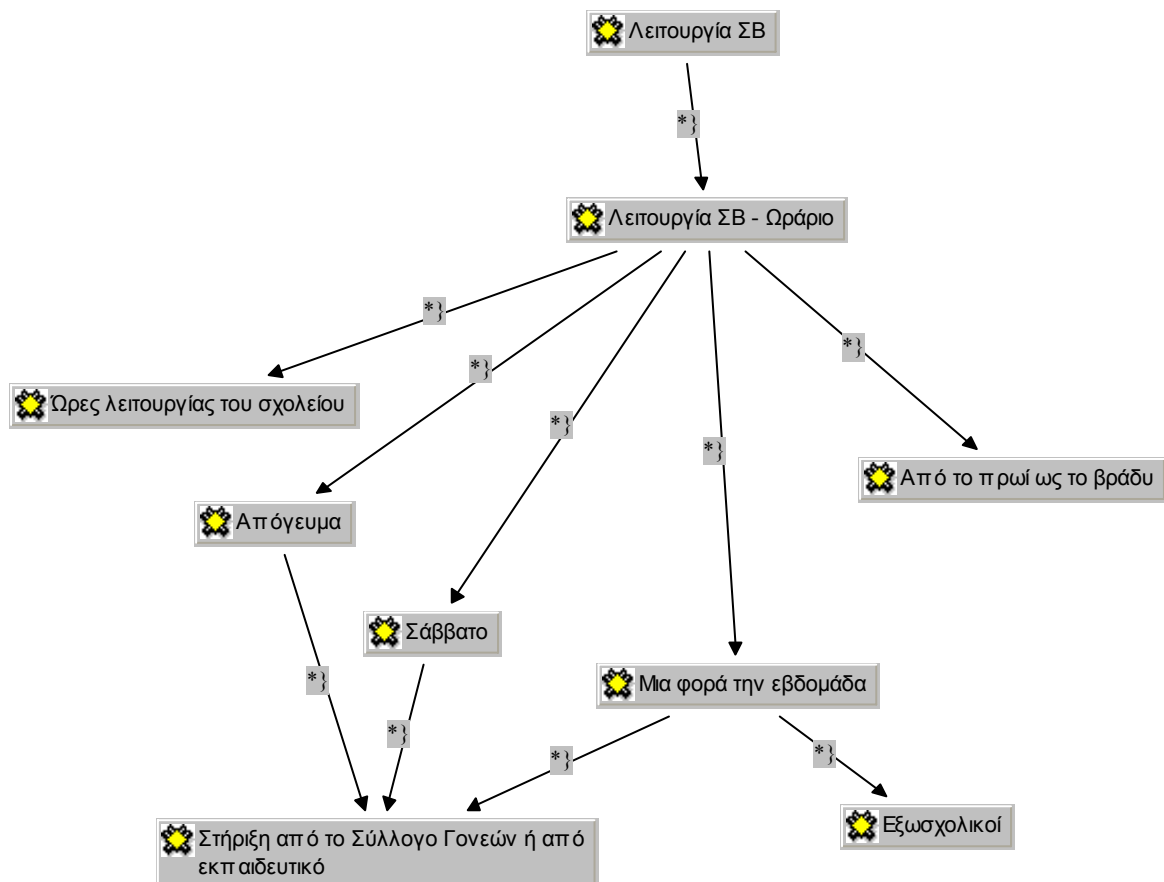 Λειτουργία ΣΒ
*}
Λειτουργία ΣΒ - Ωράριο
*}
*}
*}
*}
*}
Ώρες λειτουργίας του σχολείου
Από το πρωί ως το βράδυ
Απόγευμα
Σάββατο
*}
Μια φορά την εβδομάδα
*}
*}
*}
Στήριξη από το Σύλλογο Γονεών ή από
εκπαιδευτικό
Εξωσχολικοί